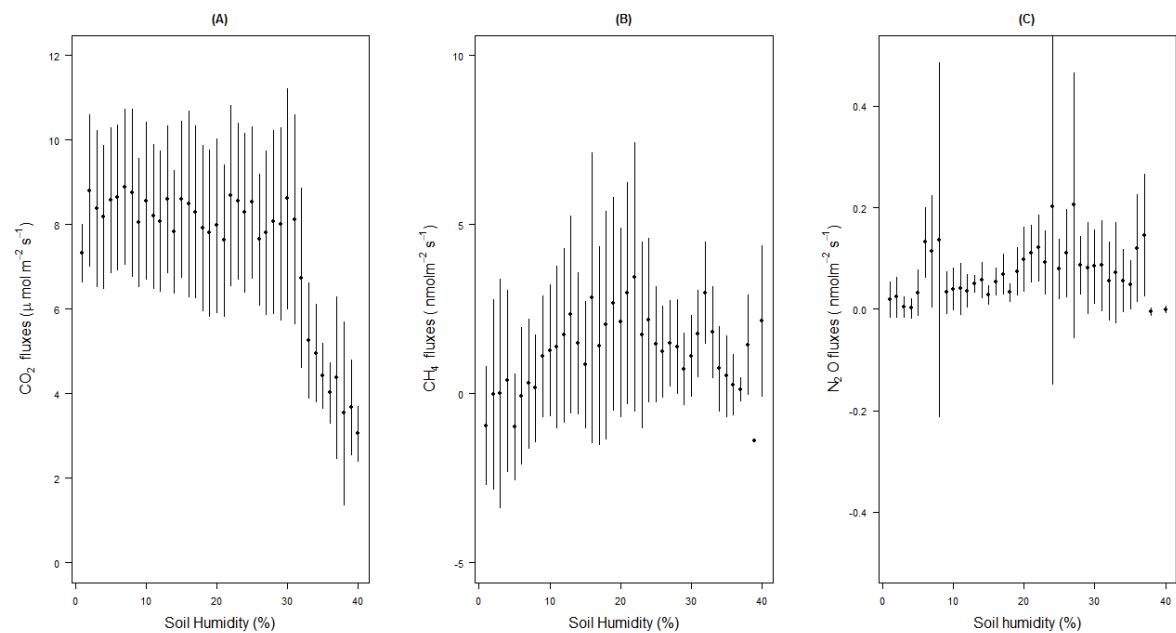 (A)
12
10
8
6
4
2
0
CO₂ fluxes (μ mol m⁻² s⁻¹)
0 10 20 30 40
Soil Humidity (%)
(B)
10
5
0
-5
CH₄ fluxes ( nmolm⁻² s⁻¹)
0 10 20 30 40
Soil Humidity (%)
(C)
0.4
0.2
0.0
-0.2
-0.4
N₂ O fluxes ( nmolm⁻² s⁻¹)
0 10 20 30 40
Soil humidity (%)